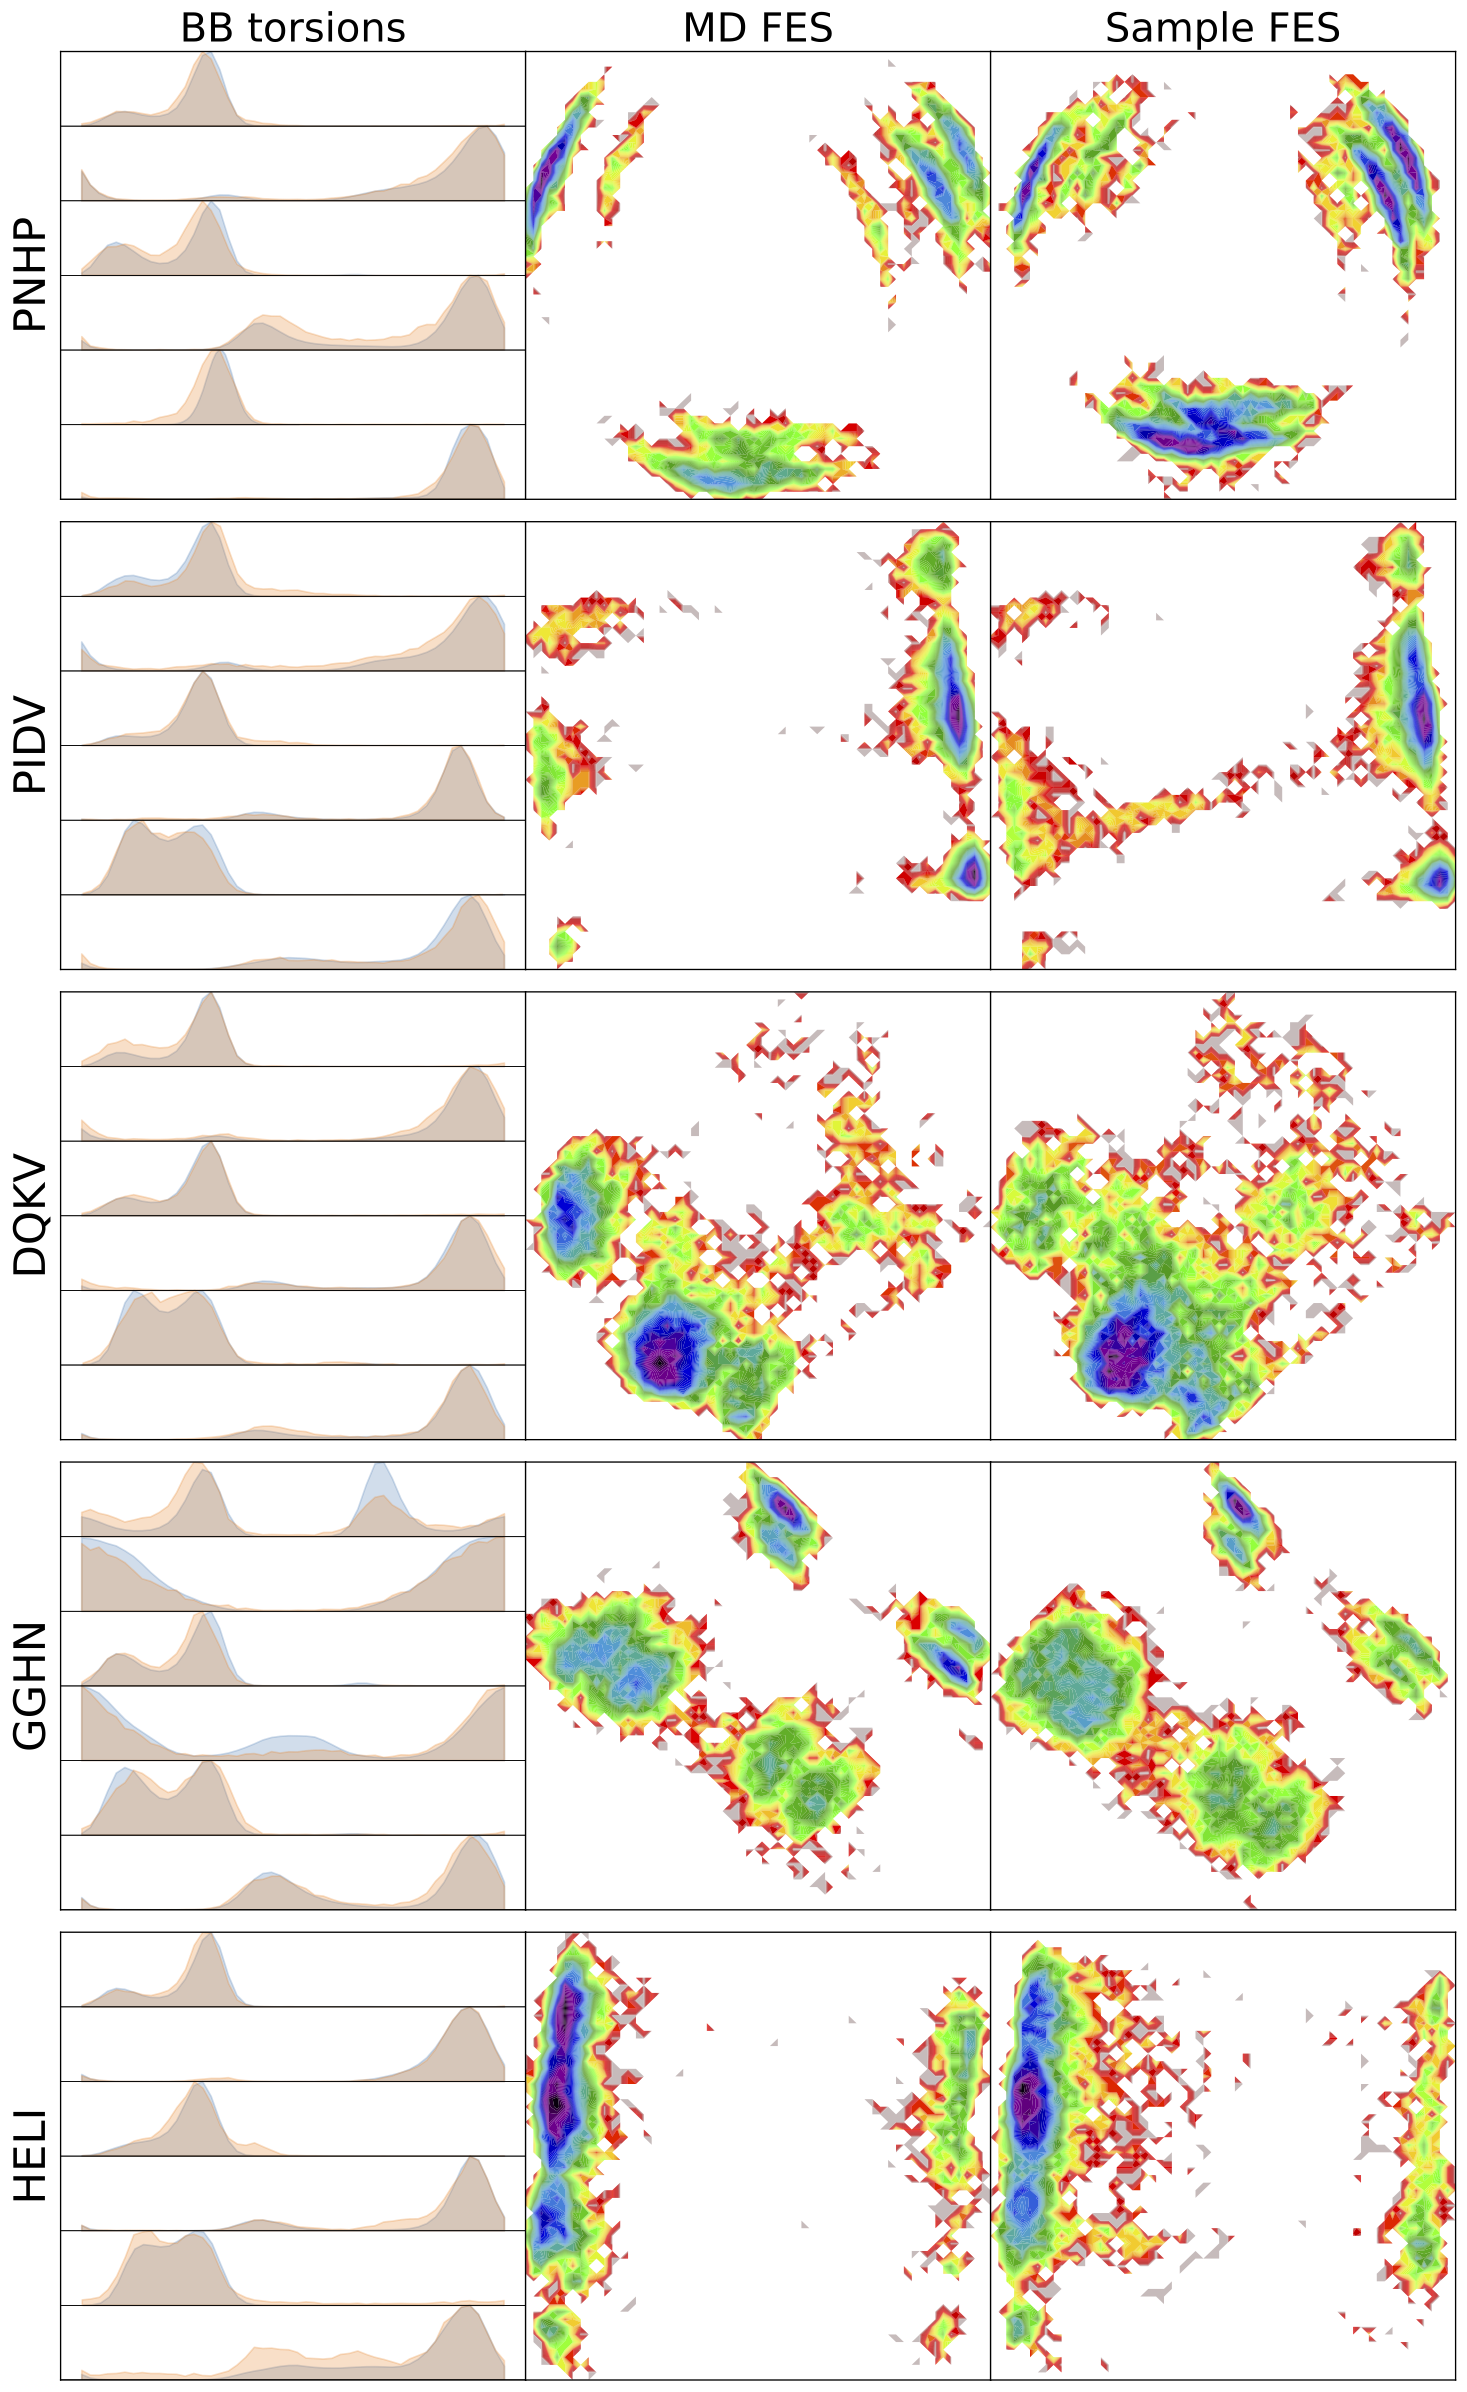 BB torsions
MD FES
Sample FES
PNHP
PIDV
DQKV
GGHN
HELI